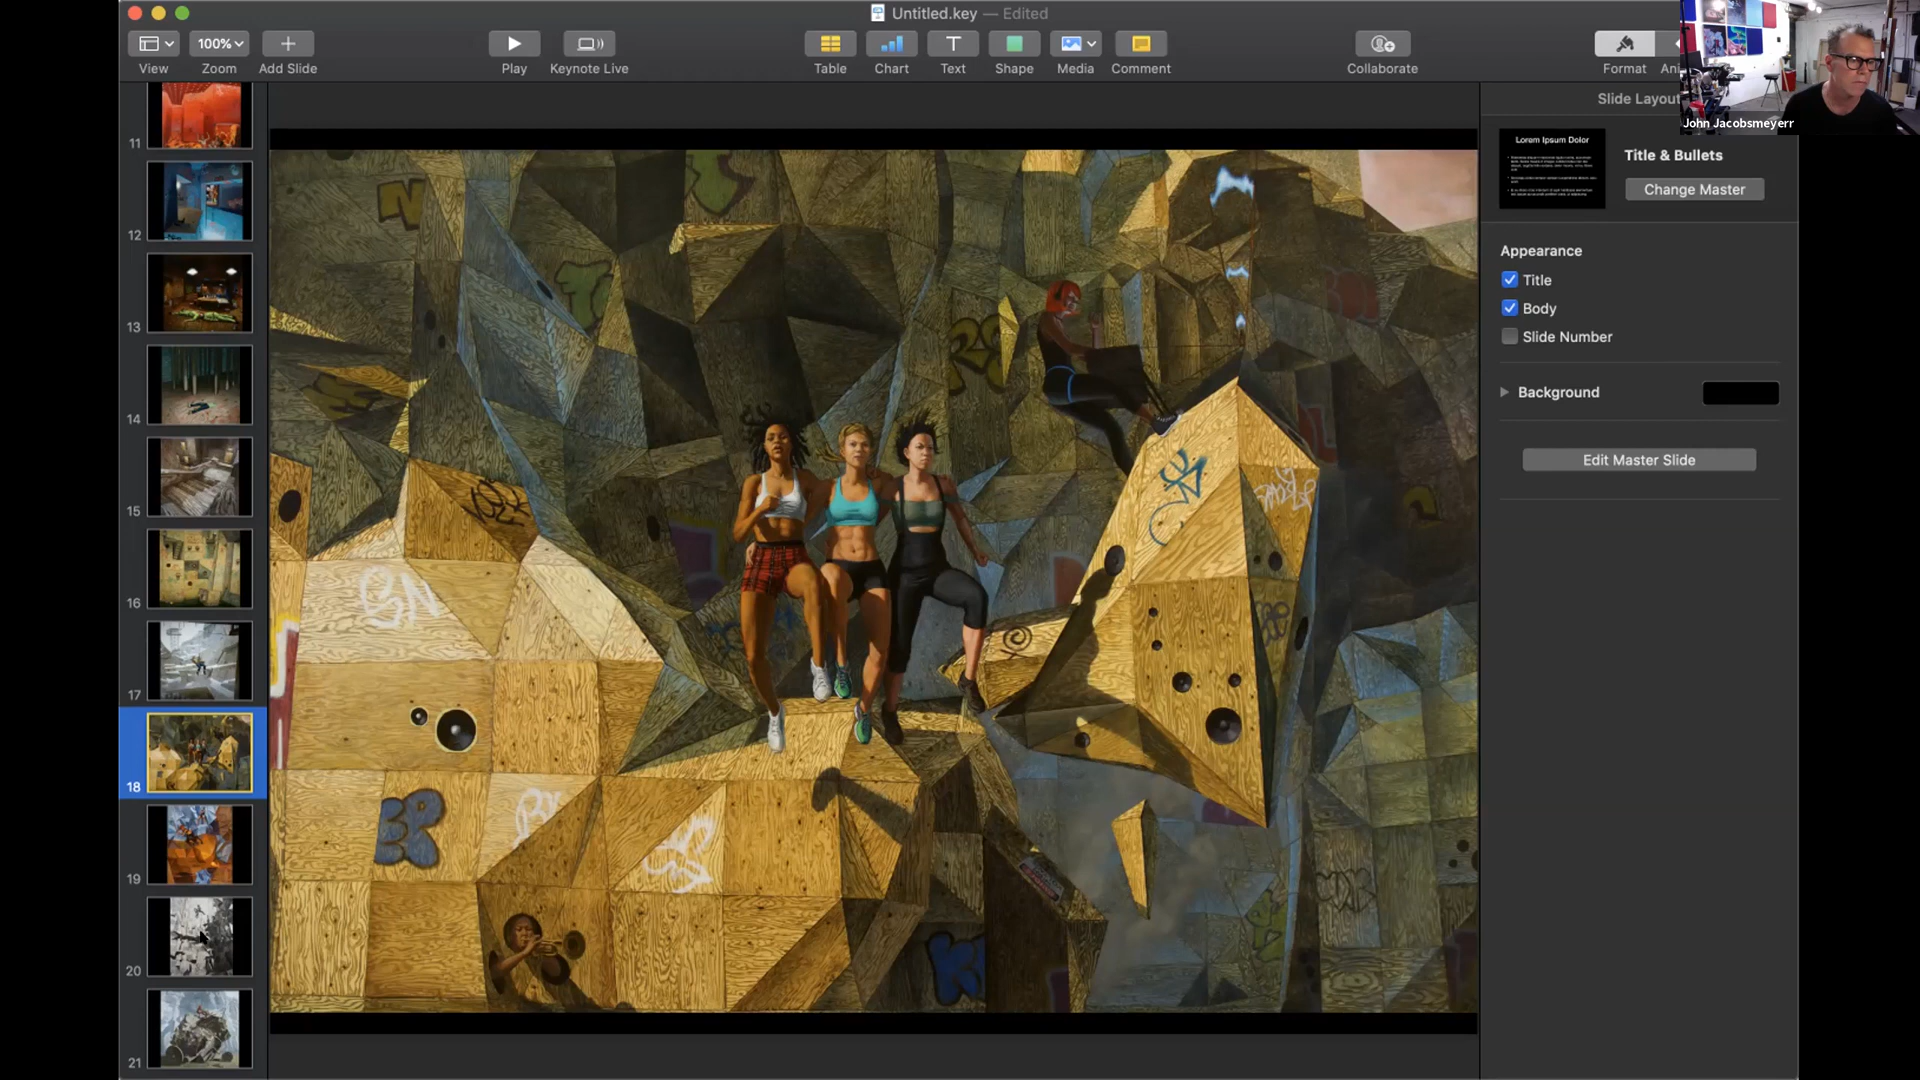 Untitled.key — Edited
100%
View
Zoom
Add Slide
Play
Keynote Live
Table
Chart
Text
Shape
Media
Comment
Collaborate
Format
Ani
John Jacobsmeyerr
Slide Layout
Lorem Ipsum Dolor
Title & Bullets
Change Master
Appearance
Title
Body
Slide Number
Background
Edit Master Slide
11
12
13
14
15
16
17
18
19
20
21